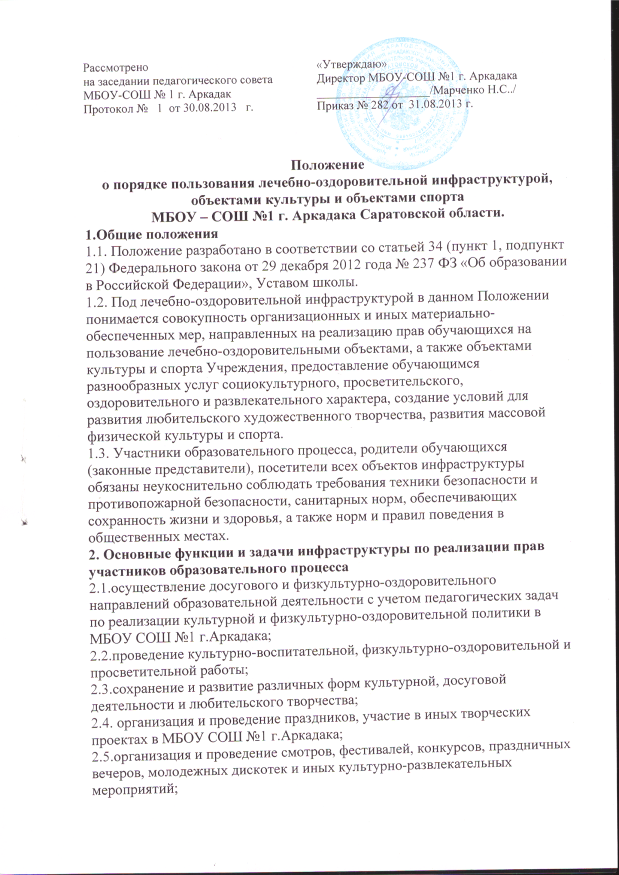 Рассмотрено
на заседании педагогического совета
МБОУ-СОШ № 1 г. Аркадак
Протокол № 1 от 30.08.2013 г.
«Утверждаю»
Директор МБОУ-СОШ №1 г. Аркадака
/Марченко Н.С../
Приказ № 282 от 31.08.2013 г.
Положение
о порядке пользования лечебно-оздоровительной инфраструктурой,
объектами культуры и объектами спорта
МБОУ – СОШ №1 г. Аркадака Саратовской области.
1.Общие положения
1.1. Положение разработано в соответствии со статьей 34 (пункт 1, подпункт
21) Федерального закона от 29 декабря 2012 года № 237 ФЗ «Об образовании
в Российской Федерации», Уставом школы.
1.2. Под лечебно-оздоровительной инфраструктурой в данном Положении
понимается совокупность организационных и иных материально-
обеспеченных мер, направленных на реализацию прав обучающихся на
пользование лечебно-оздоровительными объектами, а также объектами
культуры и спорта Учреждения, предоставление обучающимся
разнообразных услуг социокультурного, просветительского,
оздоровительного и развлекательного характера, создание условий для
развития любительского художественного творчества, развития массовой
физической культуры и спорта.
1.3. Участники образовательного процесса, родители обучающихся
(законные представители), посетители всех объектов инфраструктуры
обязаны неукоснительно соблюдать требования техники безопасности и
противопожарной безопасности, санитарных норм, обеспечивающих
сохранность жизни и здоровья, а также норм и правил поведения в
общественных местах.
2. Основные функции и задачи инфраструктуры по реализации прав
участников образовательного процесса
2.1.осуществление досугового и физкультурно-оздоровительного
направлений образовательной деятельности с учетом педагогических задач
по реализации культурной и физкультурно-оздоровительной политики в
МБОУ СОШ №1 г.Аркадака;
2.2.проведение культурно-воспитательной, физкультурно-оздоровительной и
просветительной работы;
2.3.сохранение и развитие различных форм культурной, досуговой
деятельности и любительского творчества;
2.4. организация и проведение праздников, участие в иных творческих
проектах в МБОУ СОШ №1 г.Аркадака;
2.5.организация и проведение смотров, фестивалей, конкурсов, праздничных
вечеров, молодежных дискотек и иных культурно-развлекательных
мероприятий;